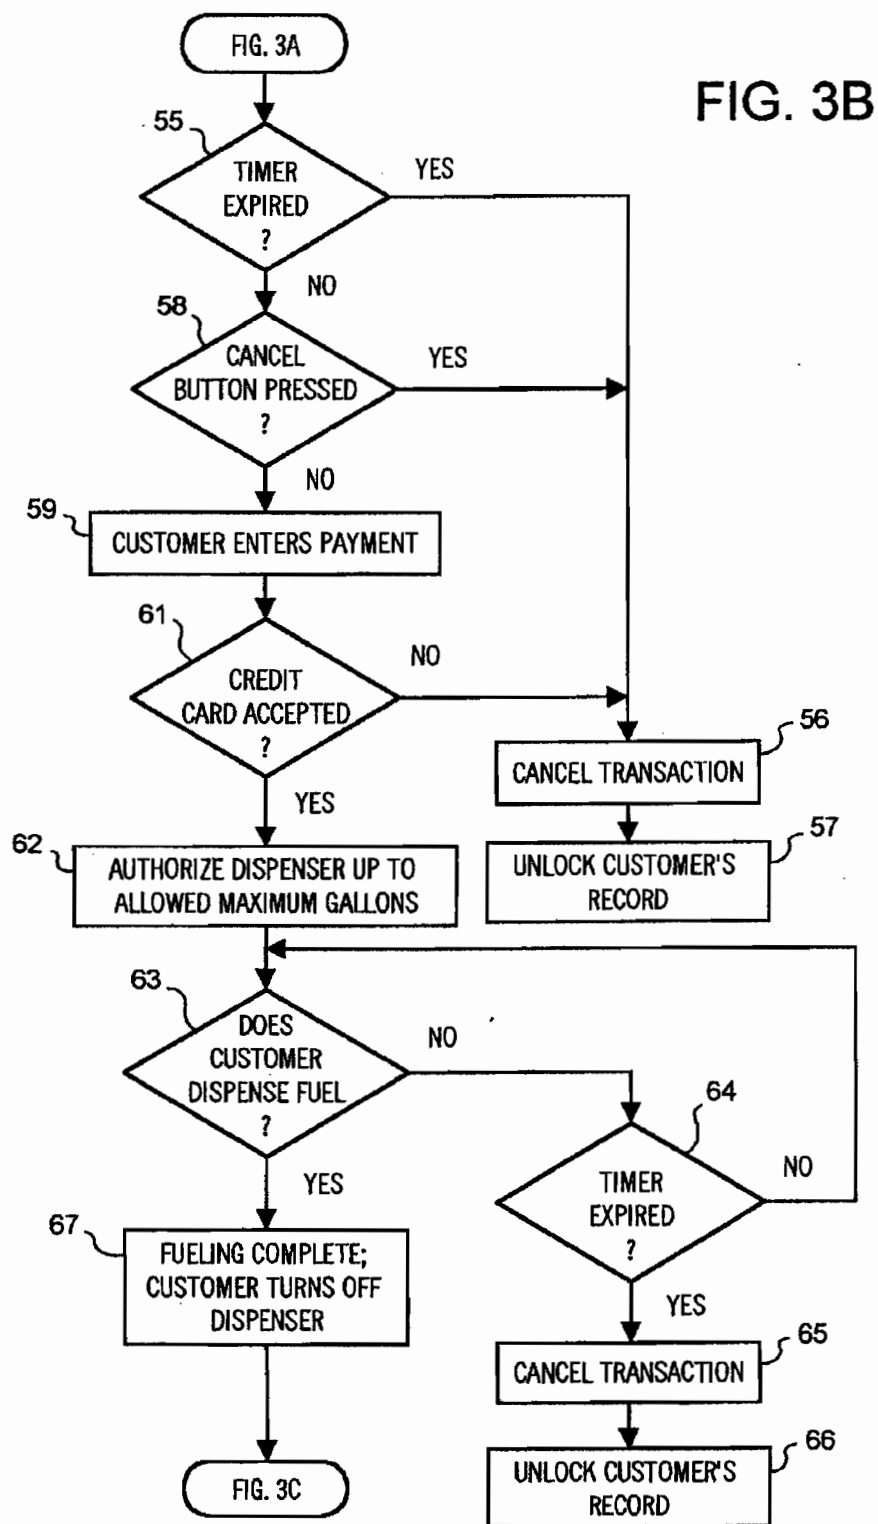 FIG. 3A
FIG. 3B
55
TIMER
EXPIRED
?
YES
NO
58
CANCEL
BUTTON PRESSED
?
YES
NO
59
CUSTOMER ENTERS PAYMENT
61
CREDIT
CARD ACCEPTED
?
NO
YES
56
CANCEL TRANSACTION
57
UNLOCK CUSTOMER'S
RECORD
62
AUTHORIZE DISPENSER UP TO
ALLOWED MAXIMUM GALLONS
63
DOES
CUSTOMER
DISPENSE FUEL
?
NO
YES
64
TIMER
EXPIRED
?
NO
YES
67
FUELING COMPLETE;
CUSTOMER TURNS OFF
DISPENSER
65
CANCEL TRANSACTION
66
UNLOCK CUSTOMER'S
RECORD
FIG. 3C